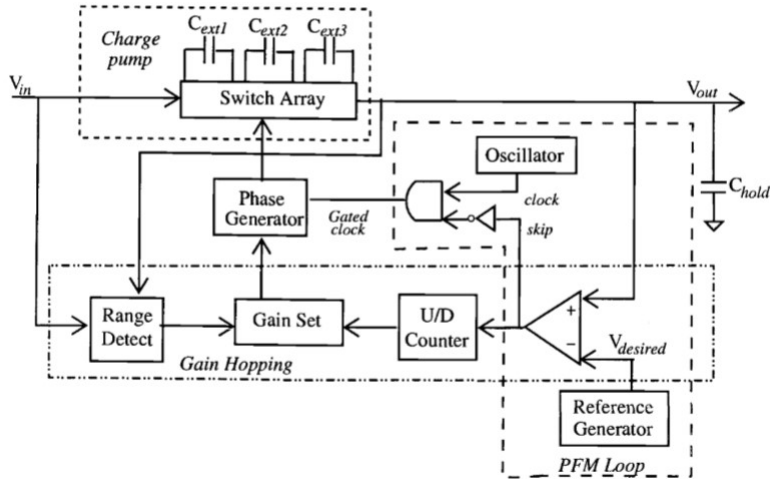 Charge
pump
Cext1
Cext2
Cext3
Vin
Switch Array
Vout
Chold
Oscillator
clock
skip
Phase
Generator
Gated
clock
Range
Detect
Gain Set
U/D
Counter
+
−
Vdesired
Gain Hopping
Reference
Generator
PFM Loop